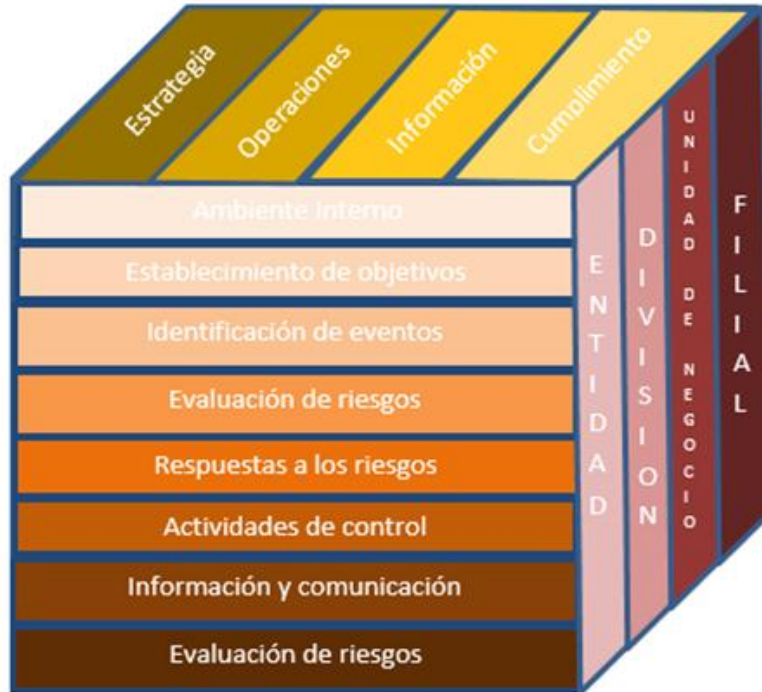 Estrategia
Operaciones
Información
Cumplimiento
Ambiente Interno
Establecimiento de objetivos
Identificación de eventos
Evaluación de riesgos
Respuestas a los riesgos
Actividades de control
Información y comunicación
Evaluación de riesgos
ENTIDAD
DIVISION
UNIDAD DE NEGOCIO
FILIAL